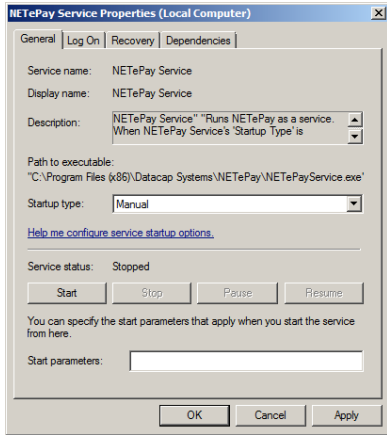 NETePay Service Properties (Local Computer)
General Log On Recovery Dependencies
Service name: NETePay Service
Display name: NETePay Service
Description: NETePay Service" "Runs NETePay as a service.
When NETePay Service's 'Startup Type' is
Path to executable:
"C:\Program Files (x86)\Datacap Systems\NETePay\NETePayService.exe"
Startup type: Manual
Help me configure service startup options.
Service status: Stopped
Start Stop Pause Resume
You can specify the start parameters that apply when you start the service
from here.
Start parameters:
OK Cancel Apply